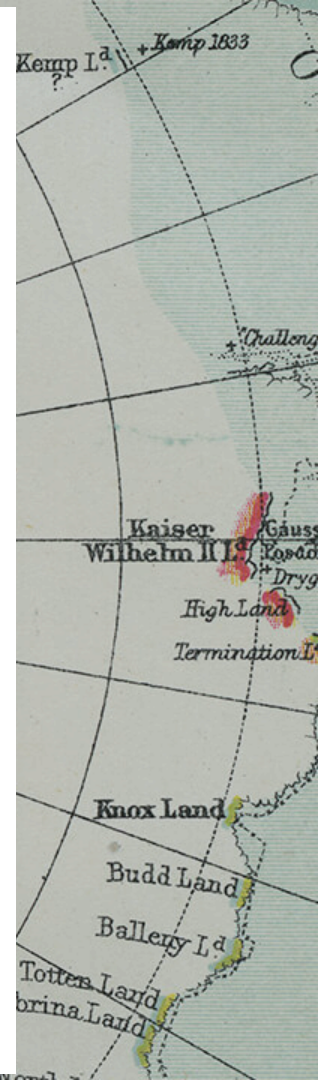 Kemp Lᵈ.
?
Kemp 1833
O
"Challeng
Kaiser
Wilhelm II Lᵈ
Gauss
Dryg
High Land
Termination Lᵈ
Knox Land
Budd Land
Balleny Lᵈ
Totten Land
brina Land